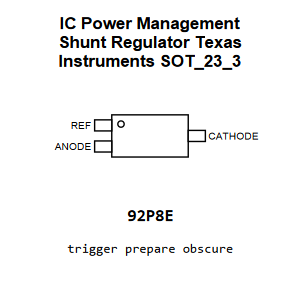 IC Power Management
Shunt Regulator Texas
Instruments SOT_23_3
REF
ANODE
CATHODE
92P8E
trigger prepare obscure